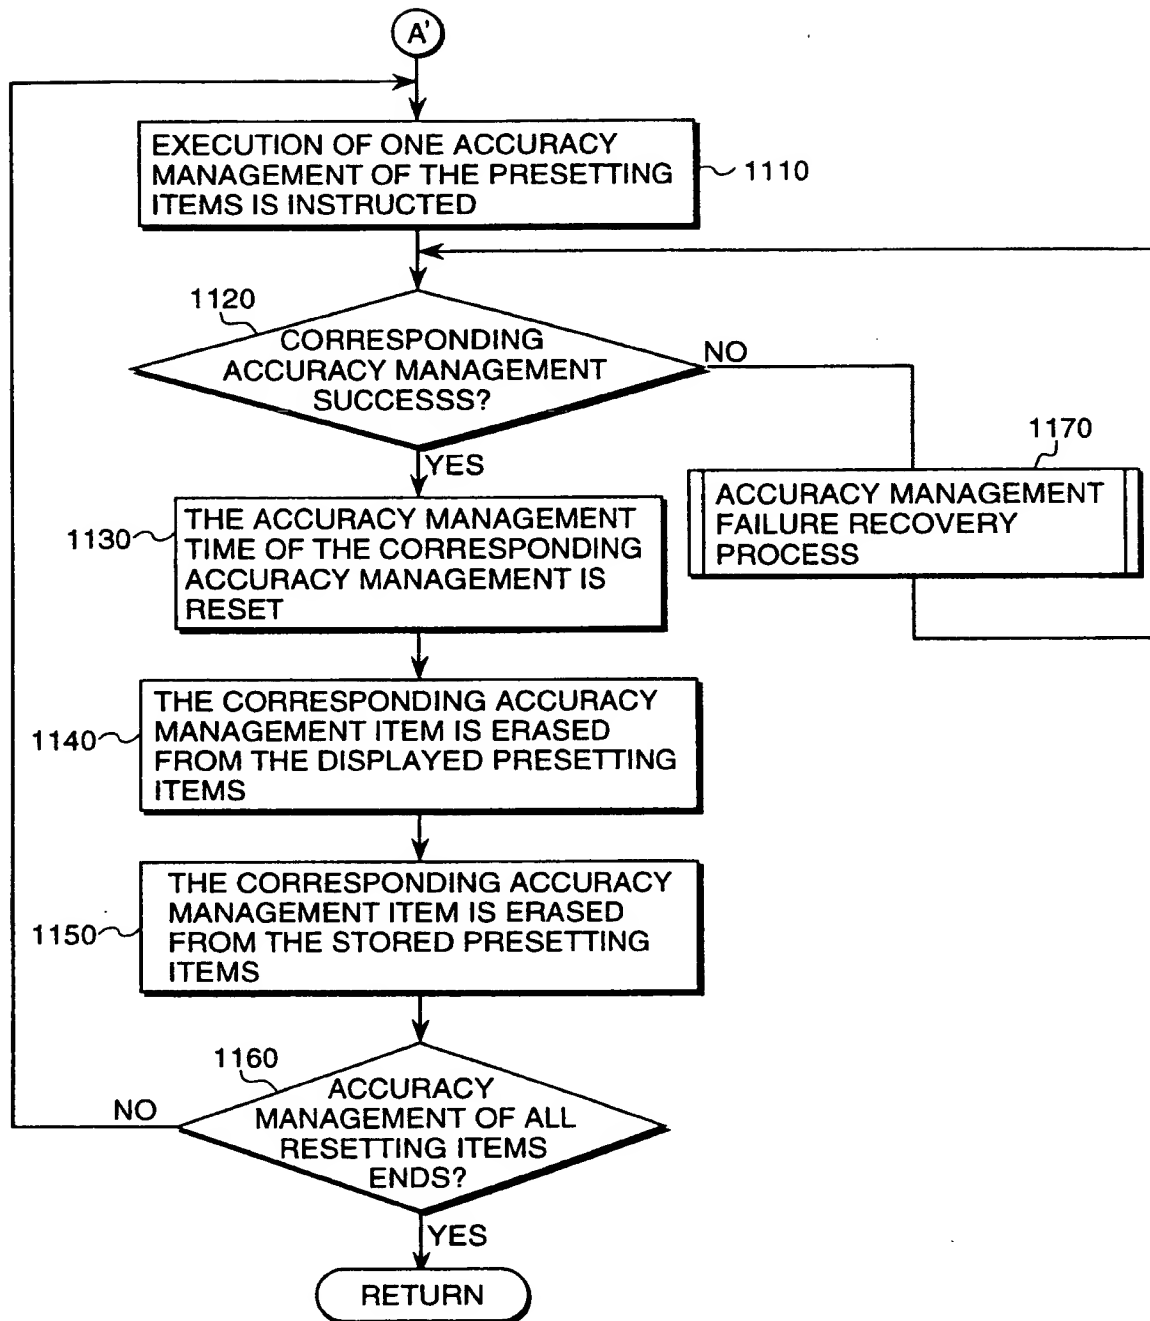 A'
EXECUTION OF ONE ACCURACY
MANAGEMENT OF THE PRESETTING
ITEMS IS INSTRUCTED
1110
1120
CORRESPONDING
ACCURACY MANAGEMENT
SUCCESSS?
NO
YES
1170
ACCURACY MANAGEMENT
FAILURE RECOVERY
PROCESS
1130
THE ACCURACY MANAGEMENT
TIME OF THE CORRESPONDING
ACCURACY MANAGEMENT IS
RESET
1140
THE CORRESPONDING ACCURACY
MANAGEMENT ITEM IS ERASED
FROM THE DISPLAYED PRESETTING
ITEMS
1150
THE CORRESPONDING ACCURACY
MANAGEMENT ITEM IS ERASED
FROM THE STORED PRESETTING
ITEMS
1160
NO
ACCURACY
MANAGEMENT OF ALL
RESETTING ITEMS
ENDS?
YES
RETURN